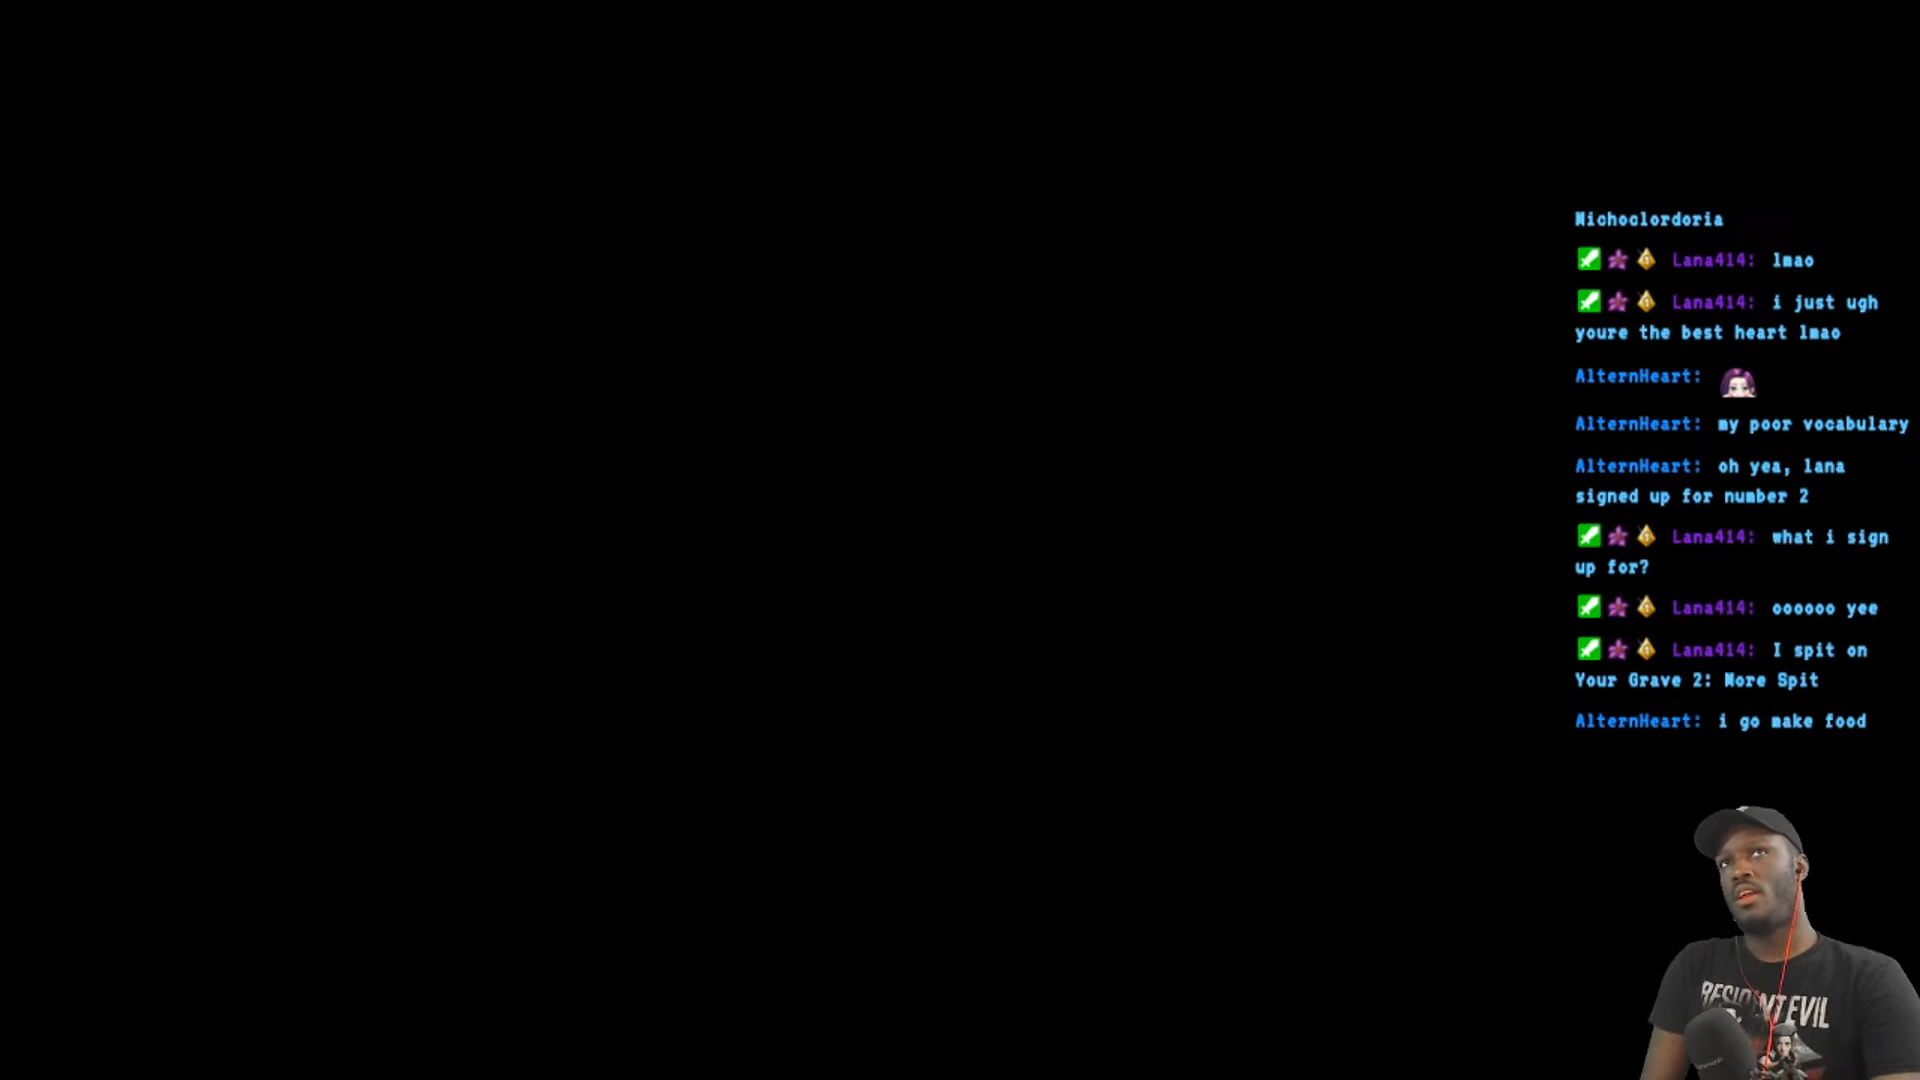 Michoclordoria
Lana414: lmao
Lana414: i just ugh
youre the best heart lmao
AlternHeart:
AlternHeart: my poor vocabulary
AlternHeart: oh yea, lana
signed up for number 2
Lana414: what i sign
up for?
Lana414: oooooo yee
Lana414: I spit on
Your Grave 2: More Spit
AlternHeart: i go make food
RESIDENT EVIL